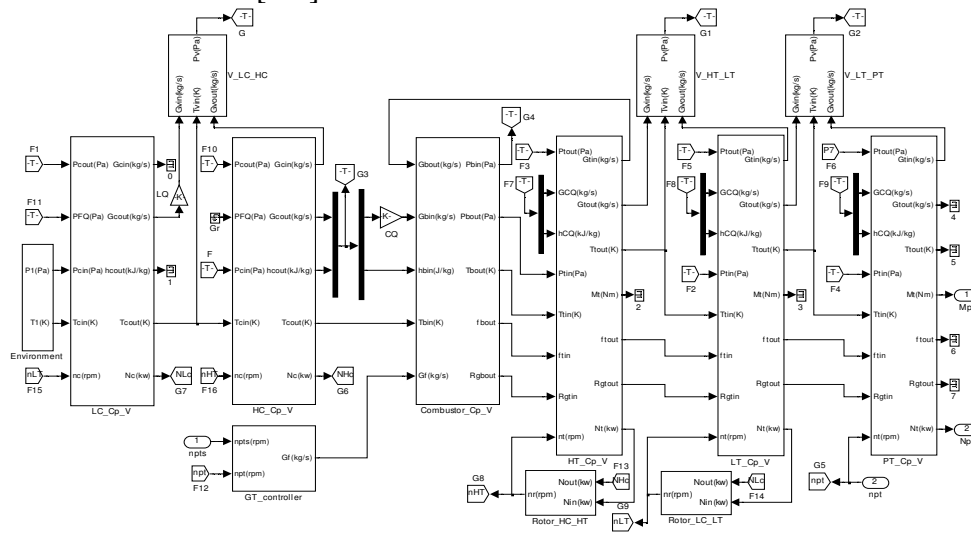 -T-
G
Pv(Pa)
Gvin(kg/s)
Tvin(K)
Gvout(kg/s)
V_LC_HC
-T-
G1
Pv(Pa)
Gvin(kg/s)
Tvin(K)
Gvout(kg/s)
V_HT_LT
-T-
G2
Pv(Pa)
Gvin(kg/s)
Tvin(K)
Gvout(kg/s)
V_LT_PT
F1
-T-
F11
-T-
P1(Pa)
T1(K)
Environment
nLT
F15
Pcout(Pa)
Gcin(kg/s)
PFQ(Pa)
Gcout(kg/s)
Pcin(Pa)
hcout(kJ/kg)
Tcin(K)
Tcout(K)
nc(rpm)
Nc(kw)
LC_Cp_V
0
LQ
-K-
1
NLc
G7
F10
-T-
Gr
F
-T-
nHT
F16
Pcout(Pa)
Gcin(kg/s)
PFQ(Pa)
Gcout(kg/s)
Pcin(Pa)
hcout(kJ/kg)
Tcin(K)
Tcout(K)
nc(rpm)
Nc(kw)
HC_Cp_V
-T-
G3
-K-
CQ
NHc
G6
1
npts
npt
F12
npts(rpm)
npt(rpm)
Gf(kg/s)
GT_controller
Gbout(kg/s)
Pbin(Pa)
Gbin(kg/s)
Pbout(Pa)
hbin(J/kg)
Tbout(K)
Tbin(K)
fbout
Gf(kg/s)
Rgbout
Combustor_Cp_V
-T-
G4
-T-
F3
F7
-T-
Ptout(Pa)
Gtin(kg/s)
GCQ(kg/s)
Gtout(kg/s)
hCQ(kJ/kg)
Ttout(K)
Ptin(Pa)
Mt(Nm)
Ttin(K)
ftout
ftin
Rgtout
Rgtin
Nt(kw)
nt(rpm)
HT_Cp_V
2
F5
-T-
F8
-T-
-T-
F2
Ptout(Pa)
Gtin(kg/s)
GCQ(kg/s)
Gtout(kg/s)
hCQ(kJ/kg)
Ttout(K)
Ptin(Pa)
Mt(Nm)
Ttin(K)
ftout
ftin
Rgtout
Rgtin
Nt(kw)
nt(rpm)
LT_Cp_V
3
P7
F6
F9
-T-
-T-
F4
Ptout(Pa)
Gtin(kg/s)
GCQ(kg/s)
Gtout(kg/s)
hCQ(kJ/kg)
Ttout(K)
Ptin(Pa)
Mt(Nm)
Ttin(K)
ftout
ftin
Rgtout
Rgtin
Nt(kw)
nt(rpm)
PT_Cp_V
4
5
1
Mp
6
7
2
Np
G8
nHT
nr(rpm)
Nout(kw)
Nin(kw)
Rotor_HC_HT
F13
NHc
G9
nLT
nr(rpm)
Nout(kw)
Nin(kw)
Rotor_LC_LT
NLc
F14
G5
npt
2
npt